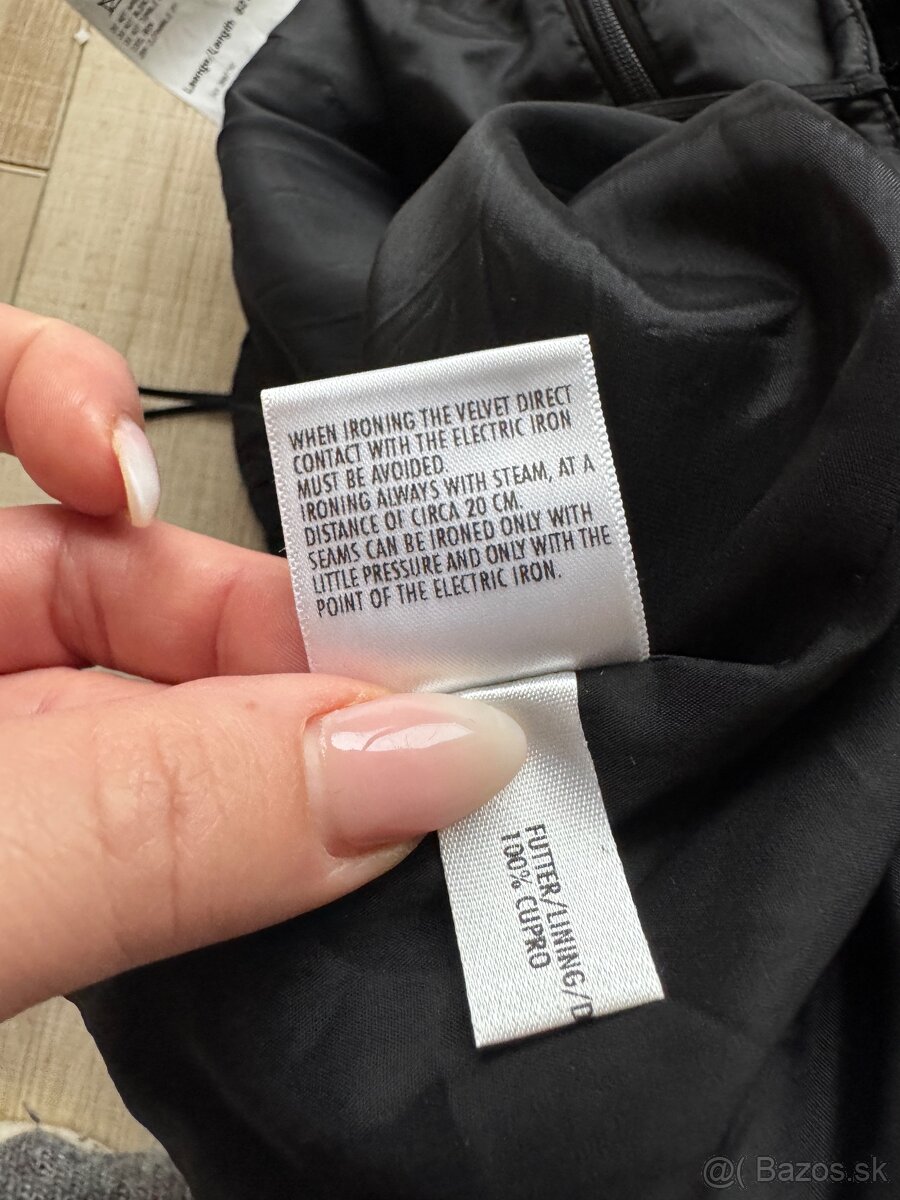 Laenge/Length
WHEN IRONING THE VELVET DIRECT
CONTACT WITH THE ELECTRIC IRON
MUST BE AVOIDED.
IRONING ALWAYS WITH STEAM, AT A
DISTANCE OF CIRCA 20 CM.
SEAMS CAN BE IRONED ONLY WITH
LITTLE PRESSURE AND ONLY WITH THE
POINT OF THE ELECTRIC IRON.
FUTTER/LINING/D
100% CUPRO
@( Bazos.sk